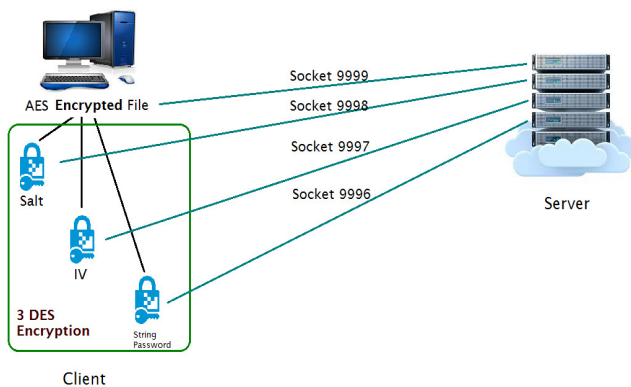 Socket 9999
AES Encrypted File
Socket 9998
Socket 9997
Salt
Socket 9996
Server
IV
3 DES
Encryption
String
Password
Client